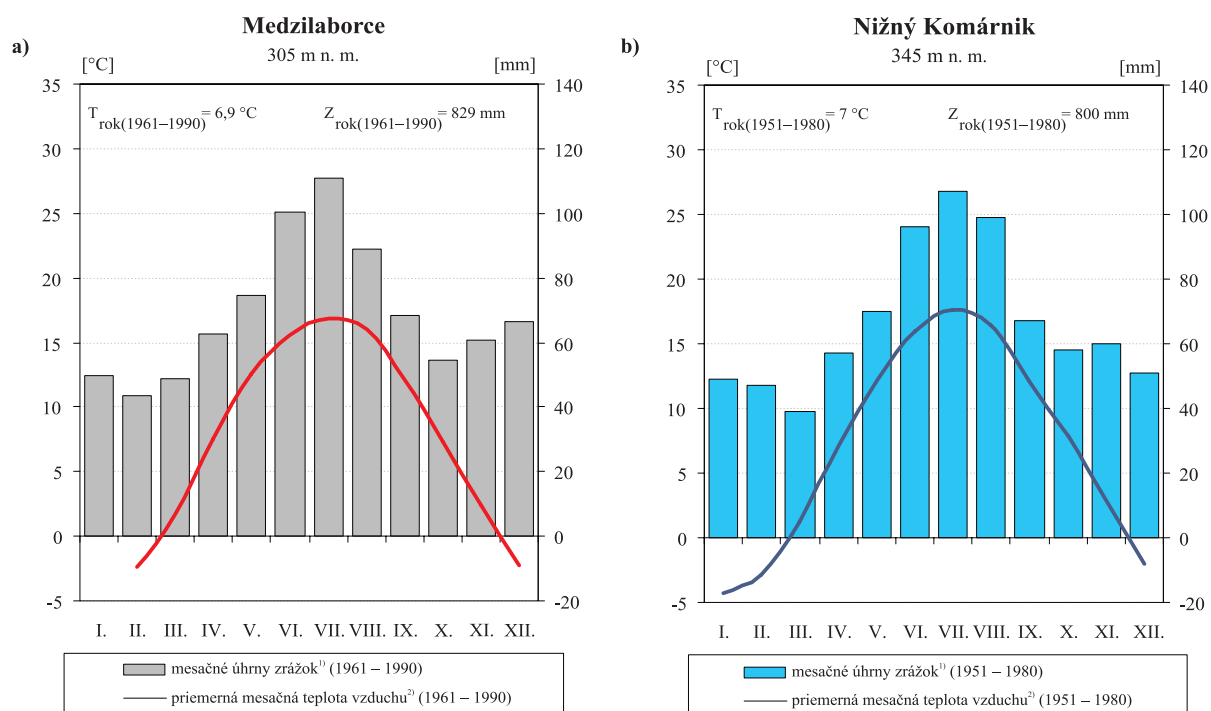 Medzilaborce
a)
305 m n. m.
[°C]
[mm]
T rok(1961–1990) = 6,9 °C
Z rok(1961–1990) = 829 mm
35
30
25
20
15
10
5
0
-5
140
120
100
80
60
40
20
0
-20
I. II. III. IV. V. VI. VII. VIII. IX. X. XI. XII.
mesačné úhrny zrážok1) (1961 – 1990)
priemerná mesačná teplota vzduchu2) (1961 – 1990)
Nižný Komárnik
b)
345 m n. m.
[°C]
[mm]
T rok(1951–1980) = 7 °C
Z rok(1951–1980) = 800 mm
35
30
25
20
15
10
5
0
-5
140
120
100
80
60
40
20
0
-20
I. II. III. IV. V. VI. VII. VIII. IX. X. XI. XII.
mesačné úhrny zrážok1) (1951 – 1980)
priemerná mesačná teplota vzduchu2) (1951 – 1980)